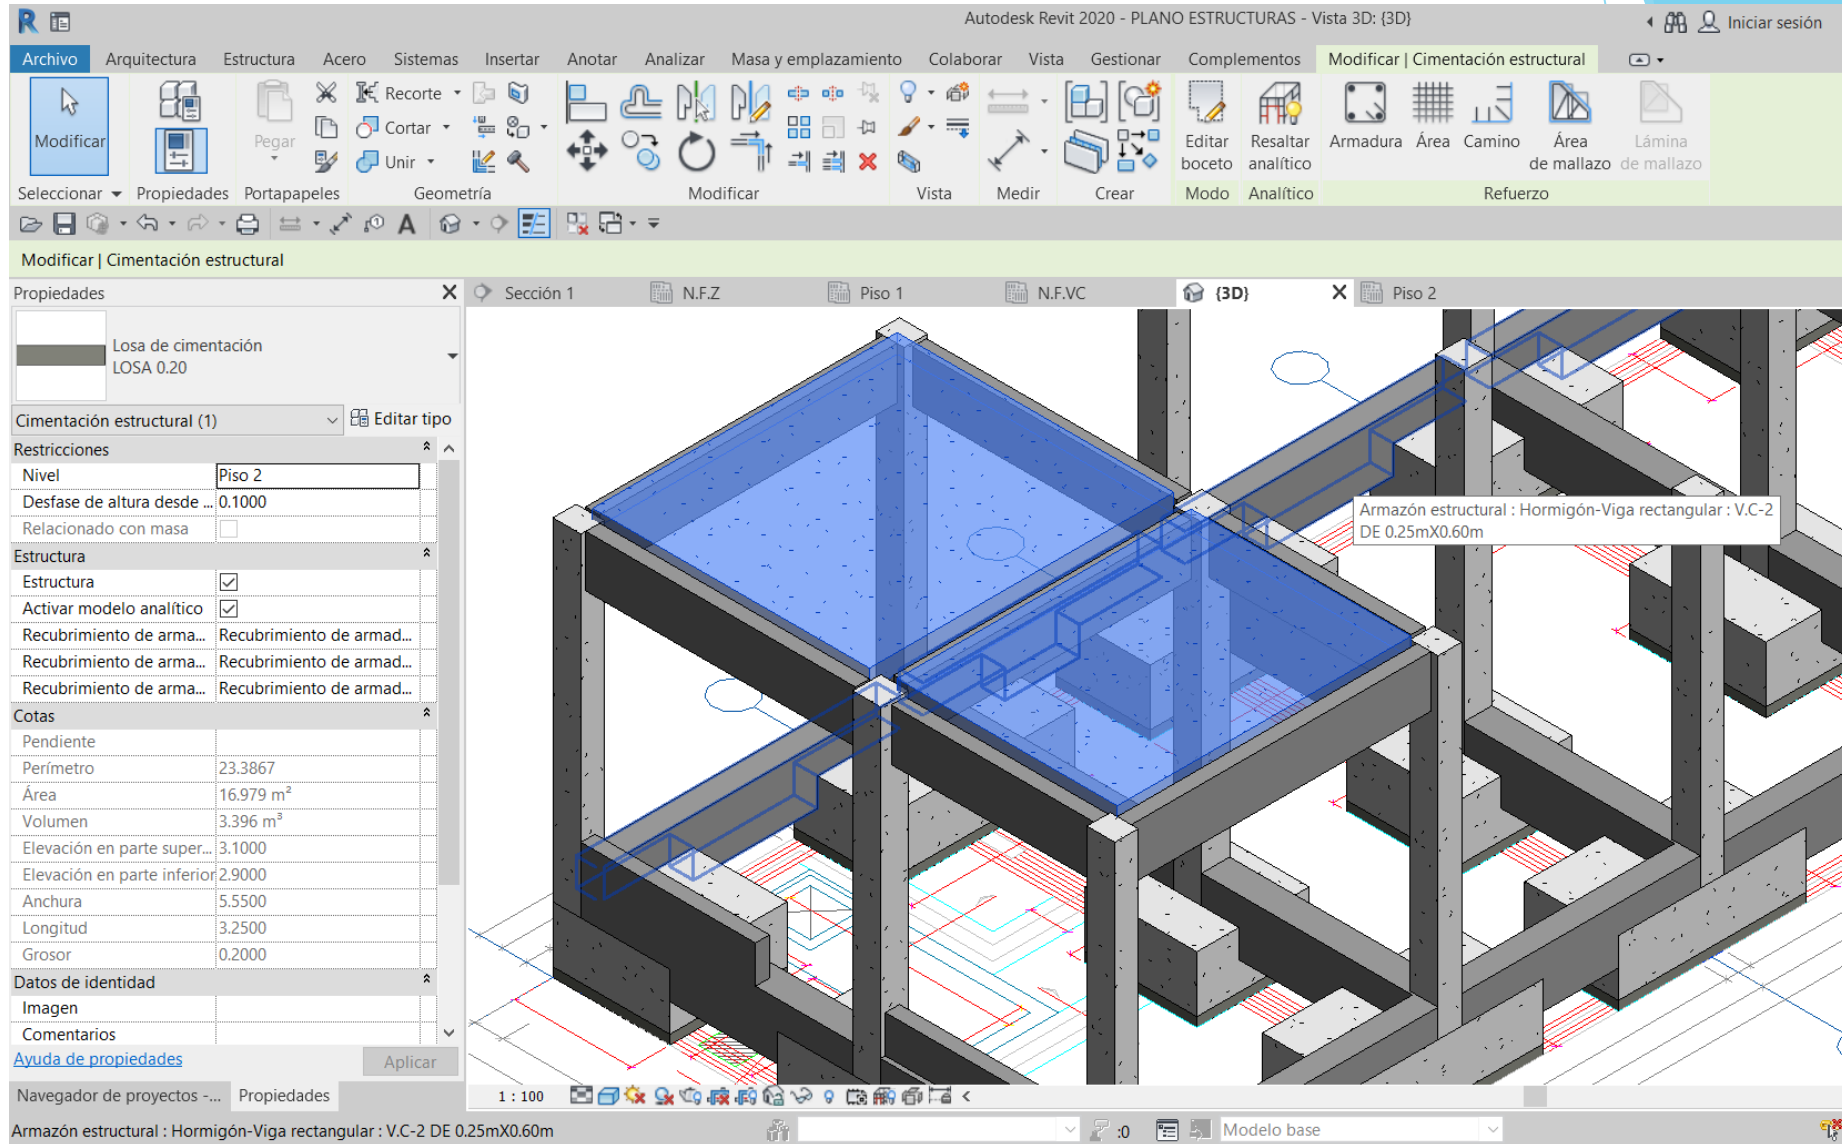 Autodesk Revit 2020 - PLANO ESTRUCTURAS - Vista 3D: {3D}
Iniciar sesión
Archivo Arquitectura Estructura Acero Sistemas Insertar Anotar Analizar Masa y emplazamiento Colaborar Vista Gestionar Complementos Modificar | Cimentación estructural
Modificar
Pegar
Recorte
Cortar
Unir
Editar boceto
Resaltar analítico
Armadura
Área
Camino
Área de mallazo
Lámina de mallazo
Seleccionar Propiedades Portapapeles Geometría Modificar Vista Medir Crear Modo Analítico Refuerzo
Modificar | Cimentación estructural
Propiedades
Sección 1 N.F.Z Piso 1 N.F.VC {3D} Piso 2
Losa de cimentación
LOSA 0.20
Cimentación estructural (1) Editar tipo
Restricciones
Nivel Piso 2
Desfase de altura desde ... 0.1000
Relacionado con masa
Estructura
Estructura
Activar modelo analítico
Recubrimiento de arma... Recubrimiento de armad...
Recubrimiento de arma... Recubrimiento de armad...
Recubrimiento de arma... Recubrimiento de armad...
Cotas
Pendiente
Perímetro 23.3867
Área 16.979 m²
Volumen 3.396 m³
Elevación en parte super... 3.1000
Elevación en parte inferior 2.9000
Anchura 5.5500
Longitud 3.2500
Grosor 0.2000
Datos de identidad
Imagen
Comentarios
Ayuda de propiedades Aplicar
Navegador de proyectos -... Propiedades
Armazón estructural : Hormigón-Viga rectangular : V.C-2
DE 0.25mX0.60m
1 : 100
Armazón estructural : Hormigón-Viga rectangular : V.C-2 DE 0.25mX0.60m
:0
Modelo base